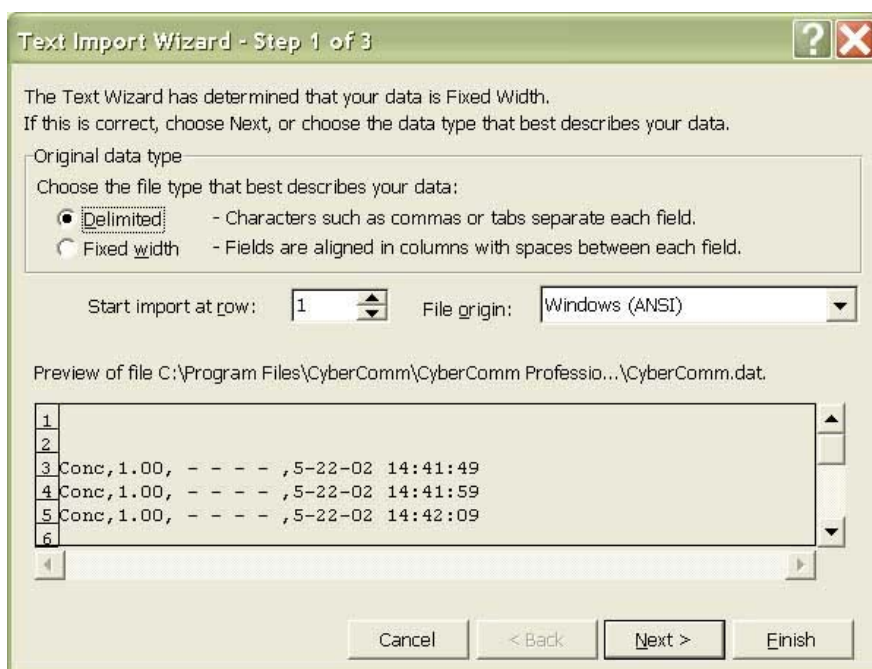 Text Import Wizard - Step 1 of 3
The Text Wizard has determined that your data is Fixed Width.
If this is correct, choose Next, or choose the data type that best describes your data.
Original data type
Choose the file type that best describes your data:
Delimited - Characters such as commas or tabs separate each field.
Fixed width - Fields are aligned in columns with spaces between each field.
Start import at row: 1 File origin: Windows (ANSI)
Preview of file C:\Program Files\CyberComm\CyberComm Professio...\CyberComm.dat.
1
2
3 Conc,1.00, - - - - ,5-22-02 14:41:49
4 Conc,1.00, - - - - ,5-22-02 14:41:59
5 Conc,1.00, - - - - ,5-22-02 14:42:09
6
Cancel < Back Next > Finish